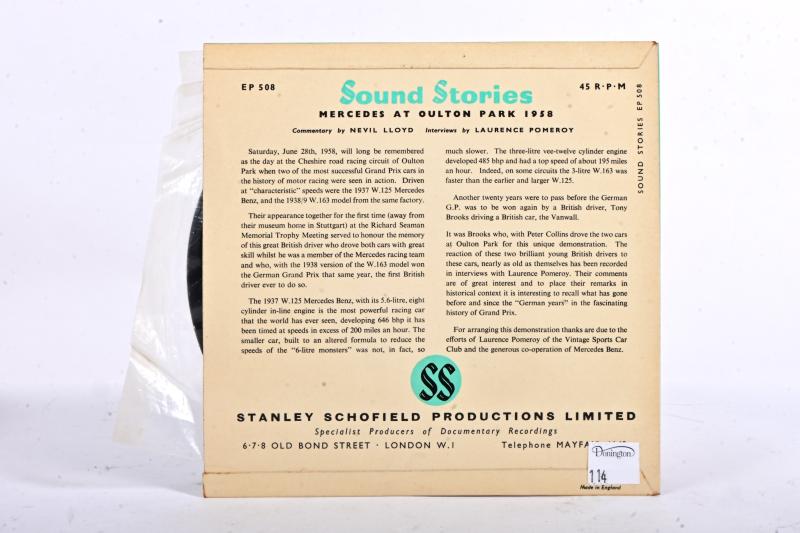 EP 508
Sound Stories
45 R·P·M
MERCEDES AT OULTON PARK 1958
Commentary by NEVIL LLOYD Interviews by LAURENCE POMEROY
Saturday, June 28th, 1958, will long be remembered
as the day at the Cheshire road racing circuit of Oulton
Park when two of the most successful Grand Prix cars in
the history of motor racing were seen in action. Driven
at "characteristic" speeds were the 1937 W.125 Mercedes
Benz, and the 1938/9 W.163 model from the same factory.
Their appearance together for the first time (away from
their museum home in Stuttgart) at the Richard Seaman
Memorial Trophy Meeting served to honour the memory
of this great British driver who drove both cars with great
skill whilst he was a member of the Mercedes racing team
and who, with the 1938 version of the W.163 model won
the German Grand Prix that same year, the first British
driver ever to do so.
The 1937 W.125 Mercedes Benz, with its 5.6-litre, eight
cylinder in-line engine is the most powerful racing car
that the world has ever seen, developing 646 bhp it has
been timed at speeds in excess of 200 miles an hour. The
smaller car, built to an altered formula to reduce the
speeds of the "6-litre monsters" was not, in fact, so
much slower. The three-litre vee-twelve cylinder engine
developed 485 bhp and had a top speed of about 195 miles
an hour. Indeed, on some circuits the 3-litre W.163 was
faster than the earlier and larger W.125.
Another twenty years were to pass before the German
G.P. was to be won again by a British driver, Tony
Brooks driving a British car, the Vanwall.
It was Brooks who, with Peter Collins drove the two cars
at Oulton Park for this unique demonstration. The
reaction of these two brilliant young British drivers to
these cars, nearly as old as themselves has been recorded
in interviews with Laurence Pomeroy. Their comments
are of great interest and to place their remarks in
historical context it is interesting to recall what has gone
before and since the "German years" in the fascinating
history of Grand Prix.
For arranging this demonstration thanks are due to the
efforts of Laurence Pomeroy of the Vintage Sports Car
Club and the generous co-operation of Mercedes Benz.
SOUND STORIES EP 508
SS
STANLEY SCHOFIELD PRODUCTIONS LIMITED
Specialist Producers of Documentary Recordings
6·7·8 OLD BOND STREET · LONDON W.1 Telephone
Donington
114
Made in England